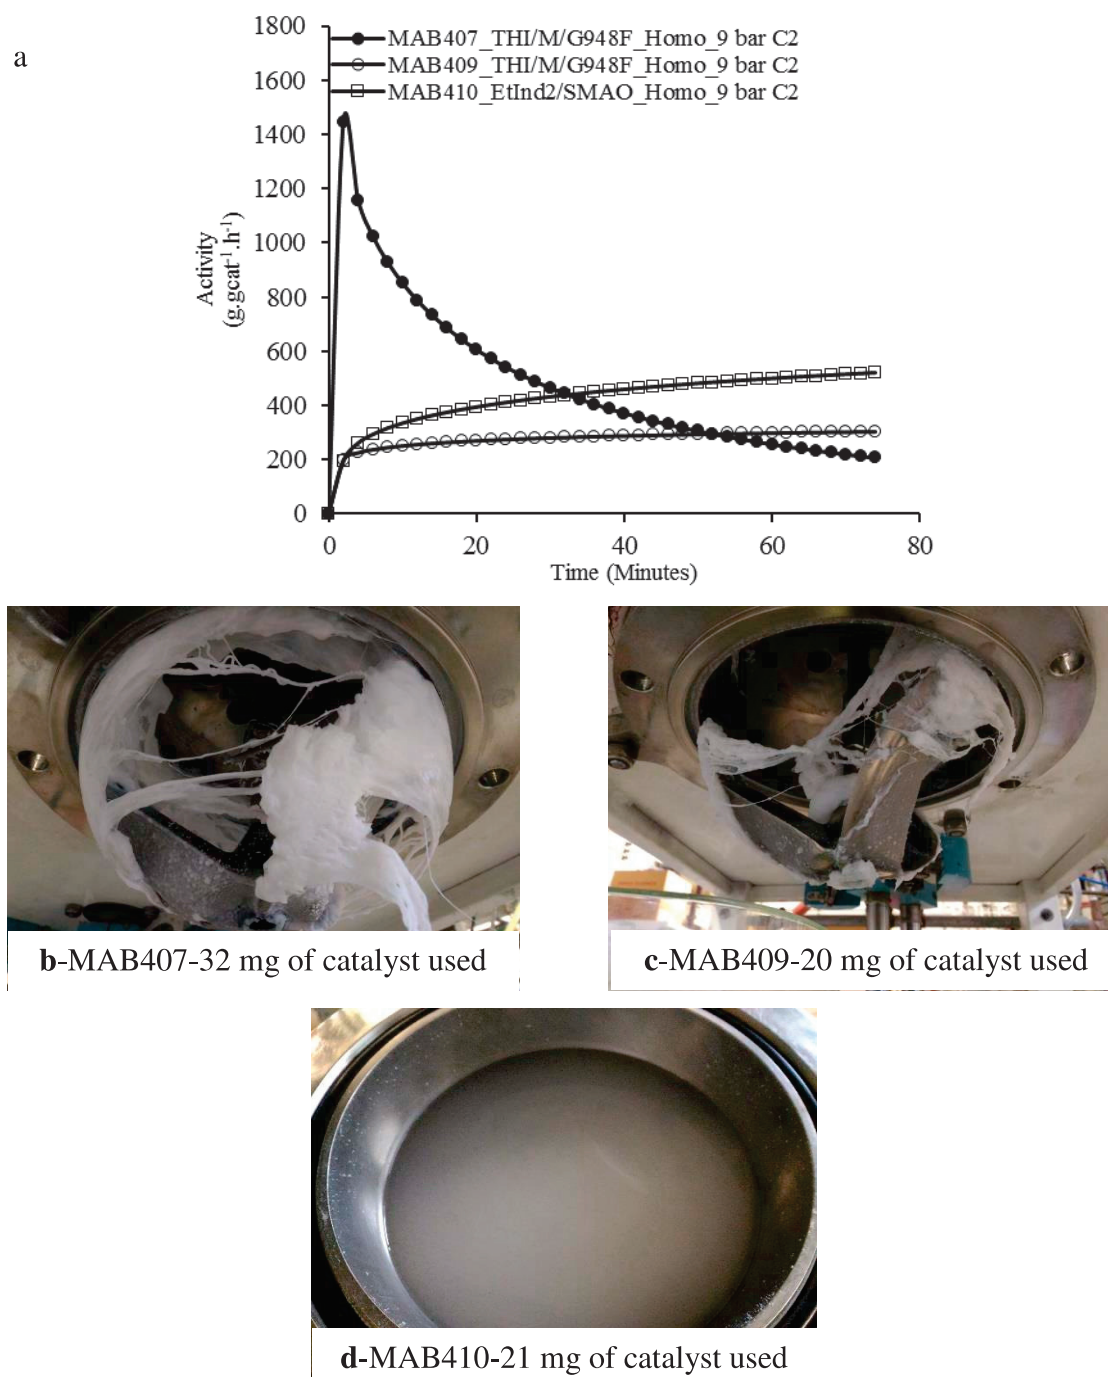 a
1800
1600
1400
1200
1000
800
600
400
200
0
MAB407_THI/M/G948F_Homo_9 bar C2
MAB409_THI/M/G948F_Homo_9 bar C2
MAB410_EtInd2/SMAO_Homo_9 bar C2
Activity
(g.gcat⁻¹.h⁻¹)
0 20 40 60 80
Time (Minutes)
b-MAB407-32 mg of catalyst used
c-MAB409-20 mg of catalyst used
d-MAB410-21 mg of catalyst used